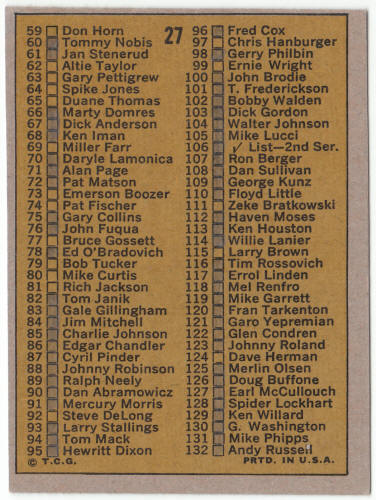 27
59 Don Horn
60 Tommy Nobis
61 Jan Stenerud
62 Altie Taylor
63 Gary Pettigrew
64 Spike Jones
65 Duane Thomas
66 Marty Domres
67 Dick Anderson
68 Ken Iman
69 Miller Farr
70 Daryle Lamonica
71 Alan Page
72 Pat Matson
73 Emerson Boozer
74 Pat Fischer
75 Gary Collins
76 John Fuqua
77 Bruce Gossett
78 Ed O'Bradovich
79 Bob Tucker
80 Mike Curtis
81 Rich Jackson
82 Tom Janik
83 Gale Gillingham
84 Jim Mitchell
85 Charlie Johnson
86 Edgar Chandler
87 Cyril Pinder
88 Johnny Robinson
89 Ralph Neely
90 Dan Abramowicz
91 Mercury Morris
92 Steve DeLong
93 Larry Stallings
94 Tom Mack
95 Hewritt Dixon
© T.C.G.
96 Fred Cox
97 Chris Hanburger
98 Gerry Philbin
99 Ernie Wright
100 John Brodie
101 T. Frederickson
102 Bobby Walden
103 Dick Gordon
104 Walter Johnson
105 Mike Lucci
106 ✓ List—2nd Ser.
107 Ron Berger
108 Dan Sullivan
109 George Kunz
110 Floyd Little
111 Zeke Bratkowski
112 Haven Moses
113 Ken Houston
114 Willie Lanier
115 Larry Brown
116 Tim Rossovich
117 Errol Linden
118 Mel Renfro
119 Mike Garrett
120 Fran Tarkenton
121 Garo Yepremian
122 Glen Condren
123 Johnny Roland
124 Dave Herman
125 Merlin Olsen
126 Doug Buffone
127 Earl McCullouch
128 Spider Lockhart
129 Ken Willard
130 G. Washington
131 Mike Phipps
132 Andy Russell
PRTD. IN U.S.A.